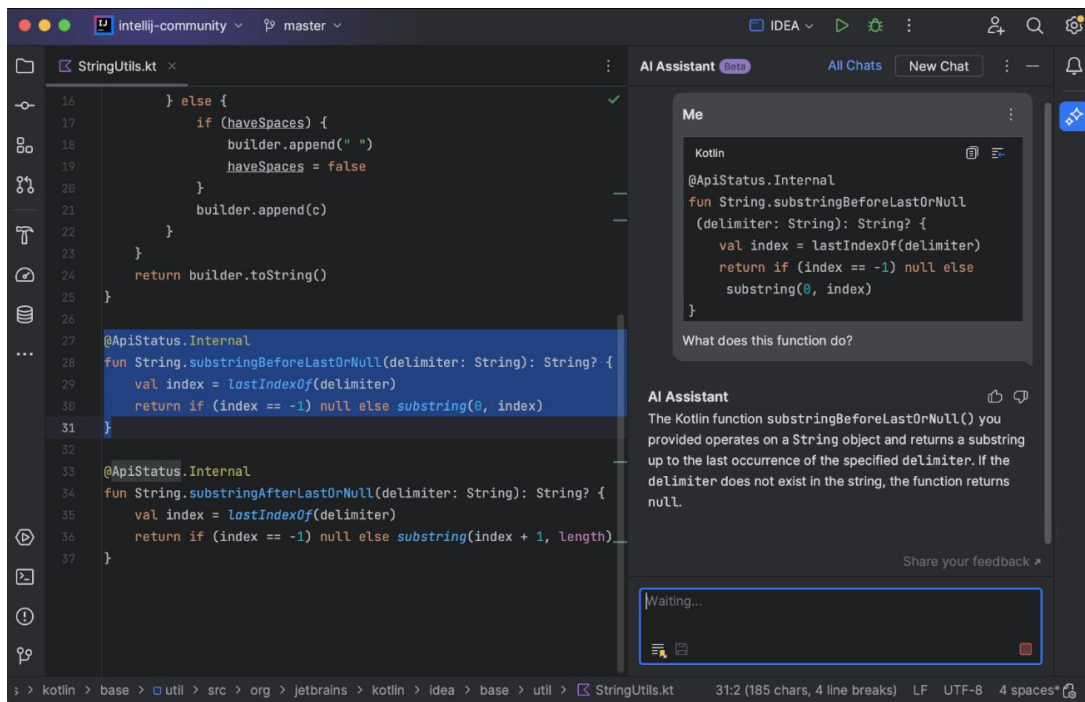 IJ intellij-community master IDEA
StringUtils.kt ×
16 } else {
17 if (haveSpaces) {
18 builder.append(" ")
19 haveSpaces = false
20 }
21 builder.append(c)
22 }
23 }
24 return builder.toString()
25 }
26
27 @ApiStatus.Internal
28 fun String.substringBeforeLastOrNull(delimiter: String): String? {
29 val index = lastIndexOf(delimiter)
30 return if (index == -1) null else substring(0, index)
31 }
32
33 @ApiStatus.Internal
34 fun String.substringAfterLastOrNull(delimiter: String): String? {
35 val index = lastIndexOf(delimiter)
36 return if (index == -1) null else substring(index + 1, length)
37 }
AI Assistant Beta All Chats New Chat
Me
Kotlin
@ApiStatus.Internal
fun String.substringBeforeLastOrNull
(delimiter: String): String? {
val index = lastIndexOf(delimiter)
return if (index == -1) null else
substring(0, index)
}
What does this function do?
AI Assistant
The Kotlin function substringBeforeLastOrNull() you
provided operates on a String object and returns a substring
up to the last occurrence of the specified delimiter. If the
delimiter does not exist in the string, the function returns
null.
Share your feedback ↗
Waiting...
s > kotlin > base > util > src > org > jetbrains > kotlin > idea > base > util > StringUtils.kt 31:2 (185 chars, 4 line breaks) LF UTF-8 4 spaces*